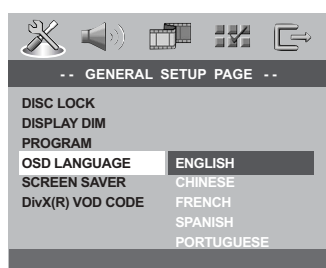 -- GENERAL SETUP PAGE --
DISC LOCK
DISPLAY DIM
PROGRAM
OSD LANGUAGE ENGLISH
SCREEN SAVER CHINESE
DivX(R) VOD CODE FRENCH
SPANISH
PORTUGUESE